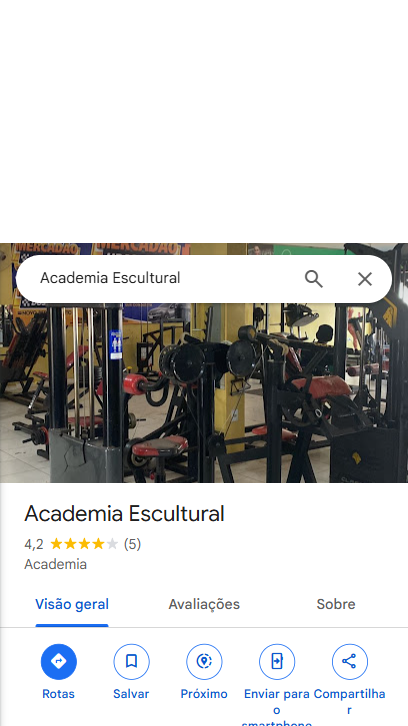 MERCADÃO
MERCADÃO
Academia Escultural
Academia Escultural
4,2 (5)
Academia
Visão geral
Avaliações
Sobre
Rotas
Salvar
Próximo
Enviar para o smartphone
Compartilhar